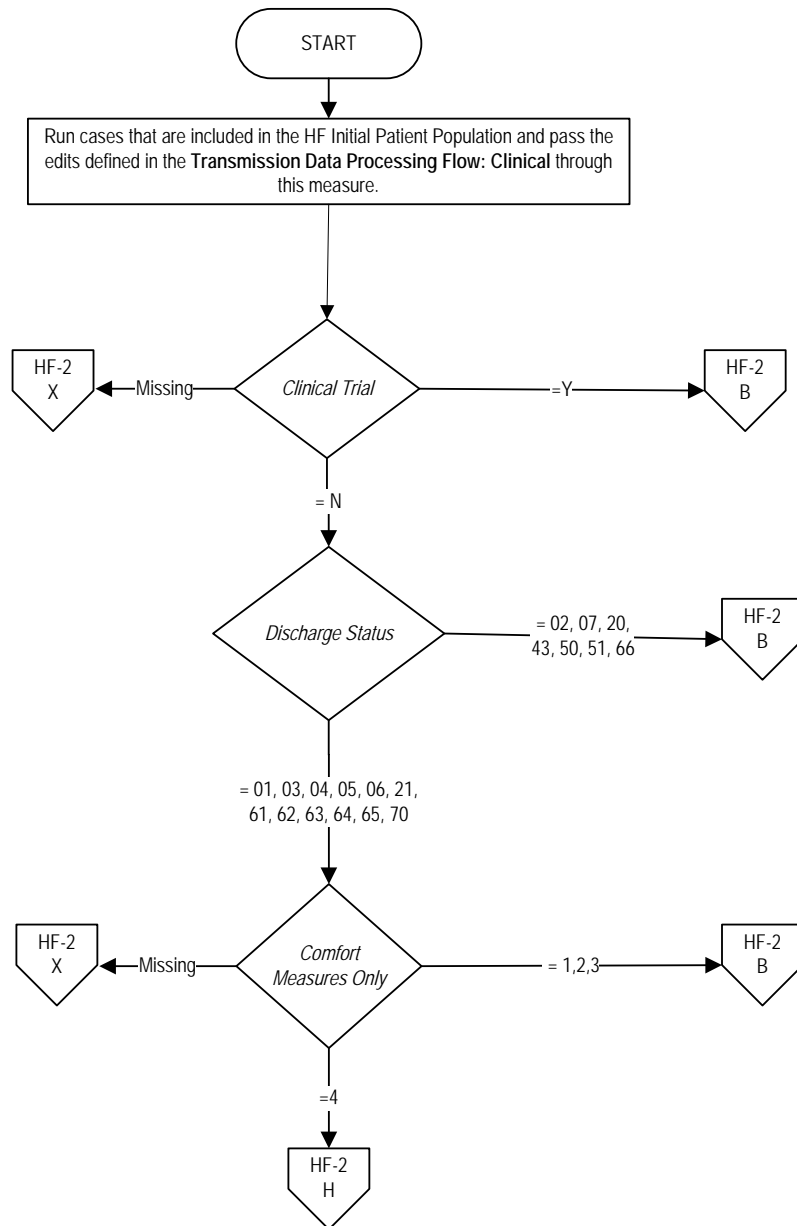 START
Run cases that are included in the HF Initial Patient Population and pass the
edits defined in the Transmission Data Processing Flow: Clinical through
this measure.
HF-2
X
Missing
Clinical Trial
=Y
HF-2
B
= N
Discharge Status
= 02, 07, 20,
43, 50, 51, 66
HF-2
B
= 01, 03, 04, 05, 06, 21,
61, 62, 63, 64, 65, 70
HF-2
X
Missing
Comfort
Measures Only
= 1,2,3
HF-2
B
=4
HF-2
H